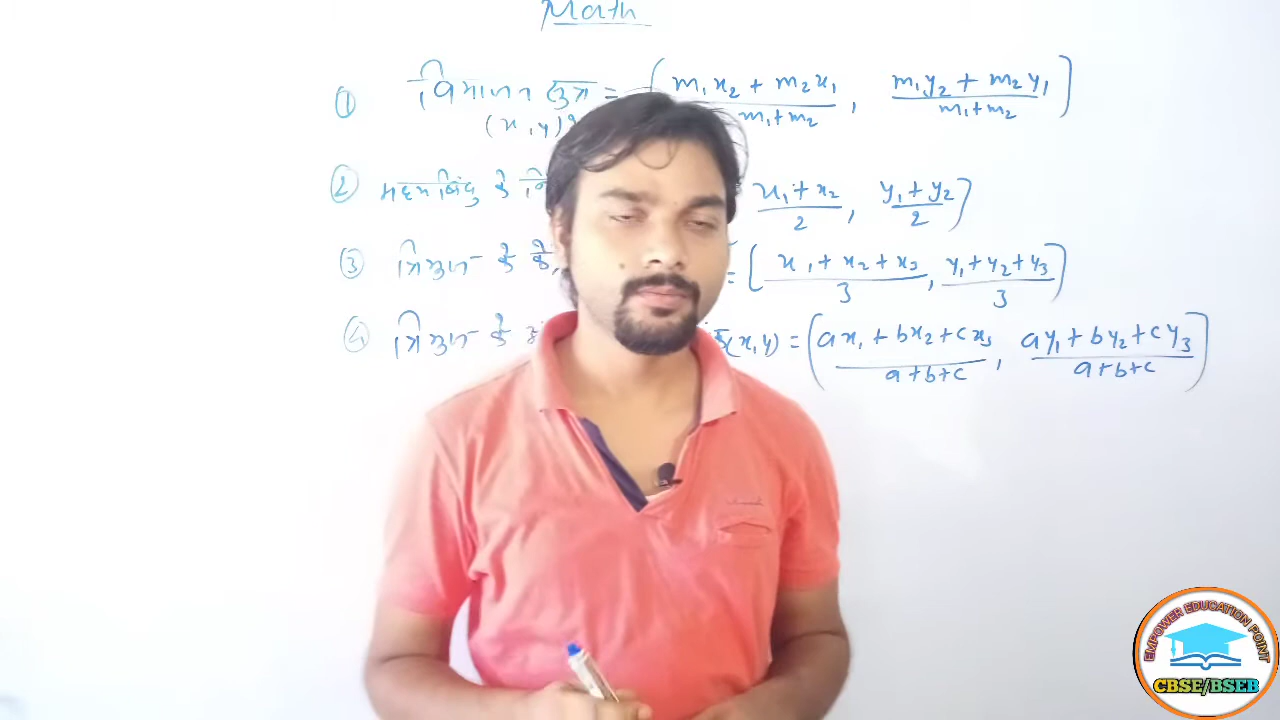 Math
① विभाजन सूत्र = [ m₁x₂ + m₂x₁ / m₁+m₂ , m₁y₂ + m₂y₁ / m₁+m₂ ]
(x, y)
② मध्यबिंदु के x₁ + x₂ / 2 , y₁ + y₂ / 2 ]
③ त्रिभुज के = [ x₁ + x₂ + x₃ / 3 , y₁ + y₂ + y₃ / 3 ]
④ त्रिभुज के (x, y) = ( ax₁ + bx₂ + cx₃ / a+b+c , ay₁ + by₂ + cy₃ / a+b+c )
EMPOWER EDUCATION POINT
CBSE/BSEB